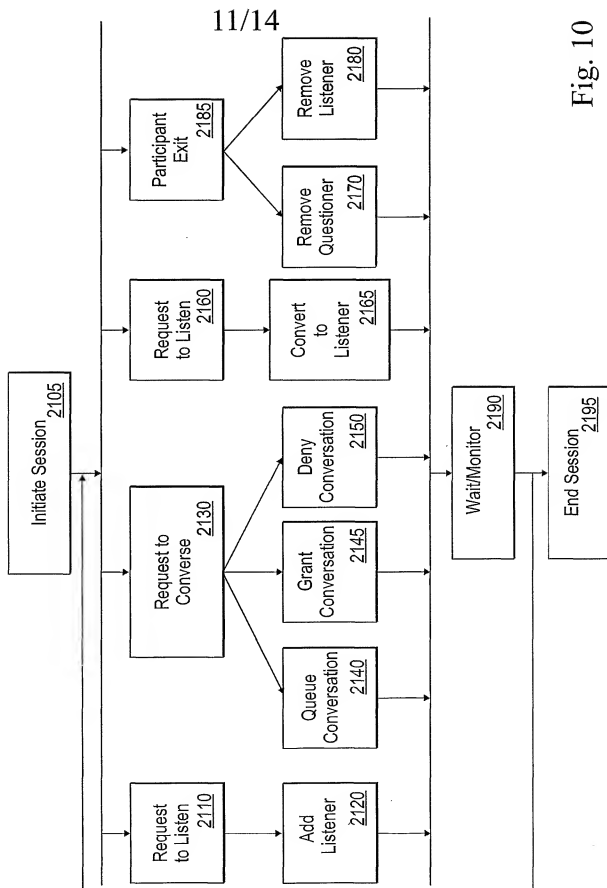 11/14
Initiate Session
2105
Request
to Listen
2110
Request to
Converse
2130
Request
to Listen
2160
Participant
Exit
2185
Add
Listener
2120
Queue
Conversation
2140
Grant
Conversation
2145
Deny
Conversation
2150
Convert
to
Listener
2165
Remove
Questioner
2170
Remove
Listener
2180
Wait/Monitor
2190
End Session
2195
Fig. 10